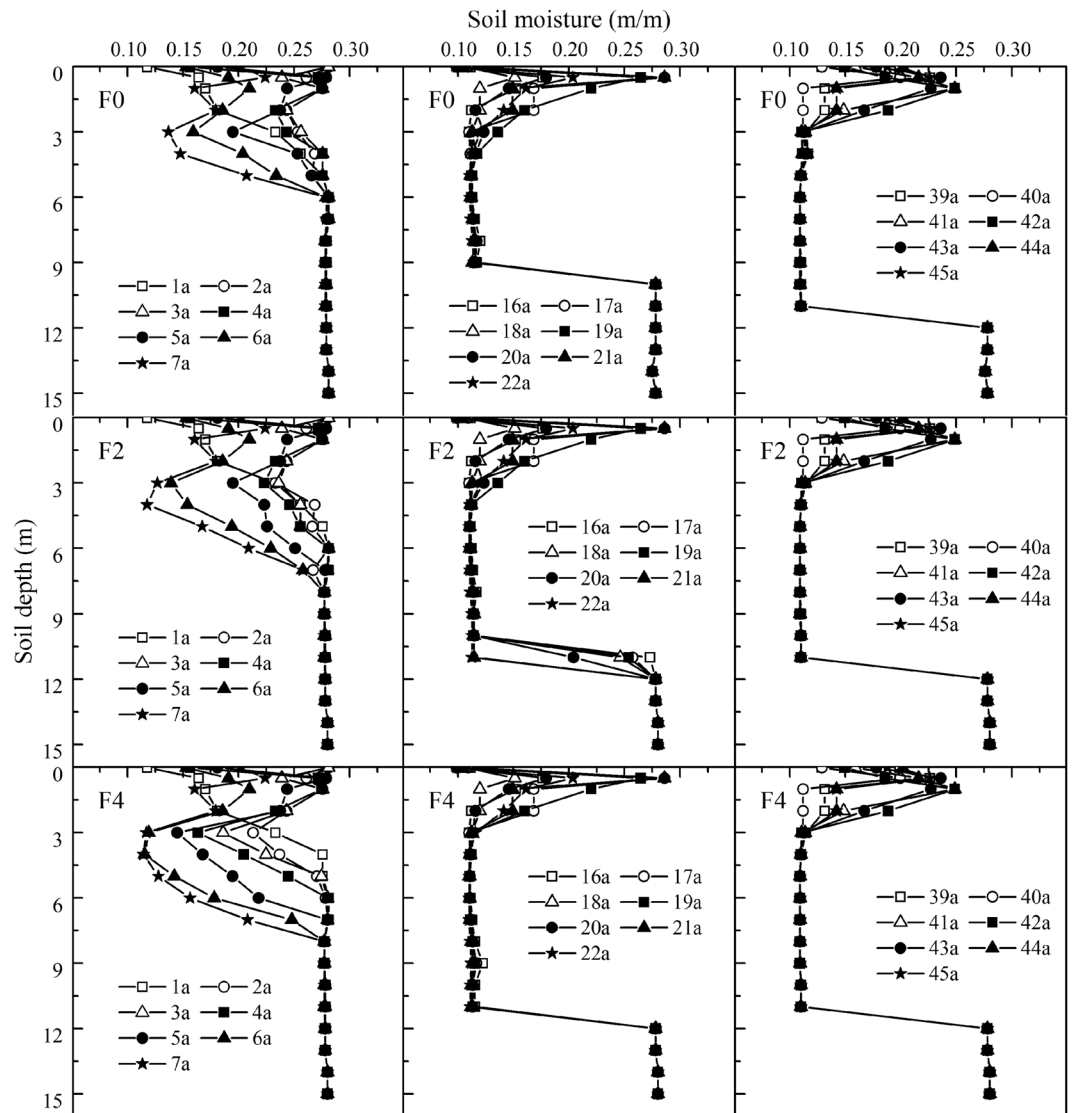 Soil moisture (m/m)
0.10 0.15 0.20 0.25 0.30 0.10 0.15 0.20 0.25 0.30 0.10 0.15 0.20 0.25 0.30
Soil depth (m)
0
3
6
9
12
15
F0
1a 2a
3a 4a
5a 6a
7a
F0
16a 17a
18a 19a
20a 21a
22a
F0
39a 40a
41a 42a
43a 44a
45a
0
3
6
9
12
15
F2
1a 2a
3a 4a
5a 6a
7a
F2
16a 17a
18a 19a
20a 21a
22a
F2
39a 40a
41a 42a
43a 44a
45a
0
3
6
9
12
15
F4
1a 2a
3a 4a
5a 6a
7a
F4
16a 17a
18a 19a
20a 21a
22a
F4
39a 40a
41a 42a
43a 44a
45a